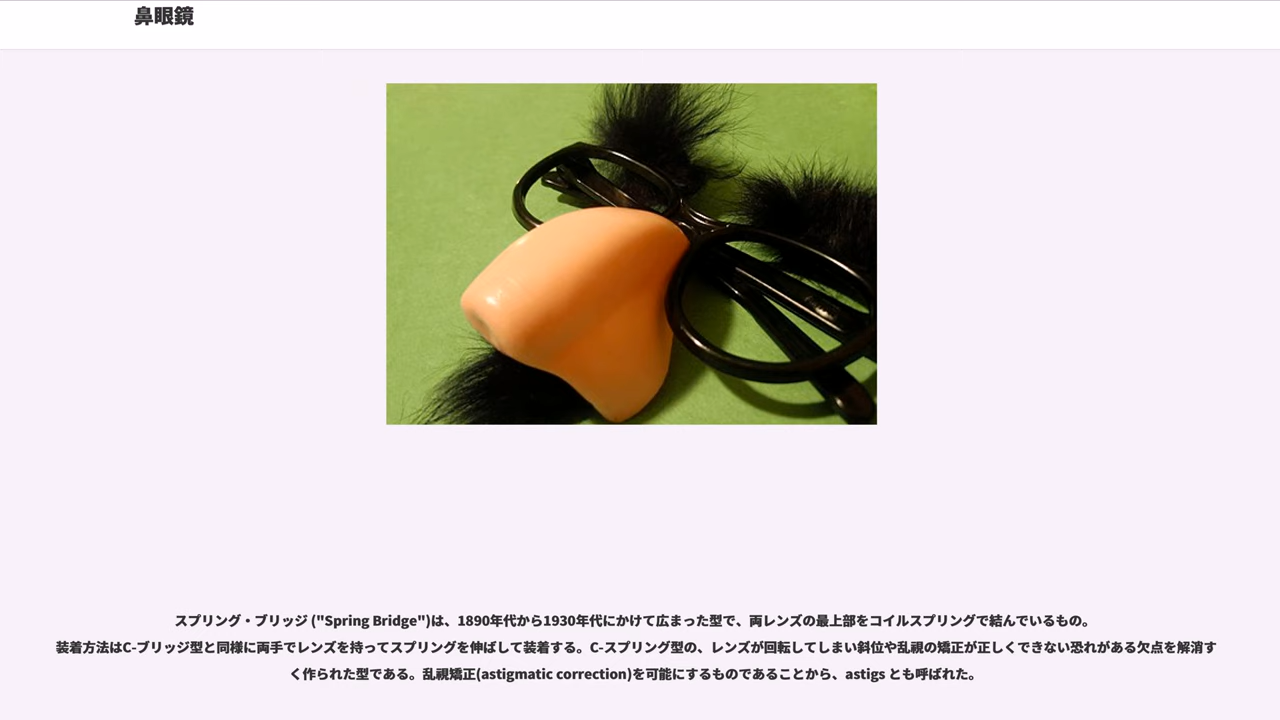 鼻眼鏡
スプリング・ブリッジ ("Spring Bridge")は、1890年代から1930年代にかけて広まった型で、両レンズの最上部をコイルスプリングで結んでいるもの。
装着方法はC-ブリッジ型と同様に両手でレンズを持ってスプリングを伸ばして装着する。C-スプリング型の、レンズが回転してしまい斜位や乱視の矯正が正しくできない恐れがある欠点を解消す
く作られた型である。乱視矯正(astigmatic correction)を可能にするものであることから、astigs とも呼ばれた。